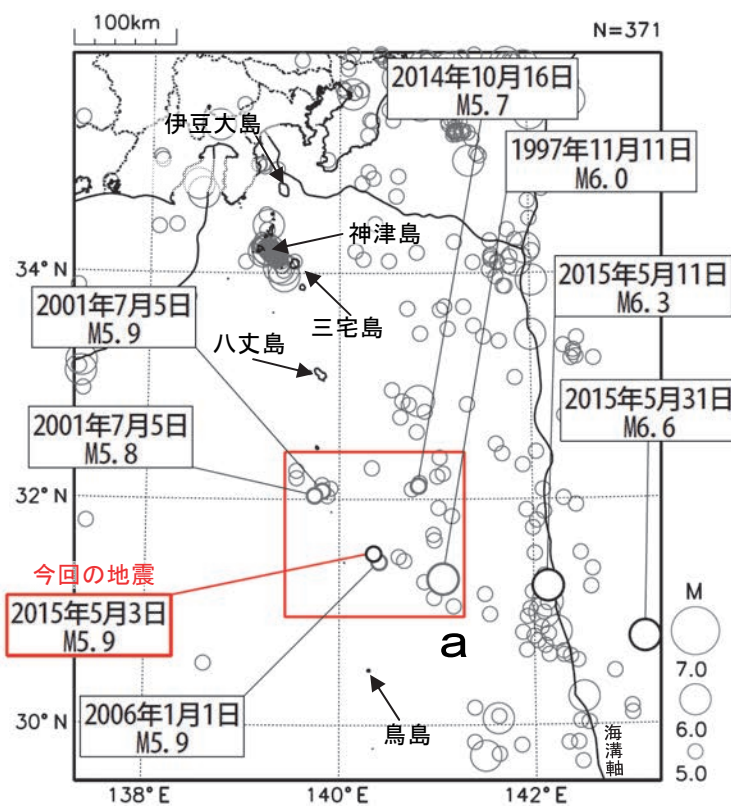 100km
N=371
2014年10月16日
M5.7
伊豆大島
1997年11月11日
M6.0
神津島
34°N
2015年5月11日
M6.3
2001年7月5日
M5.9
三宅島
八丈島
2015年5月31日
M6.6
2001年7月5日
M5.8
32°N
今回の地震
2015年5月3日
M5.9
a
M
7.0
6.0
5.0
2006年1月1日
M5.9
鳥島
30°N
海溝軸
138°E
140°E
142°E